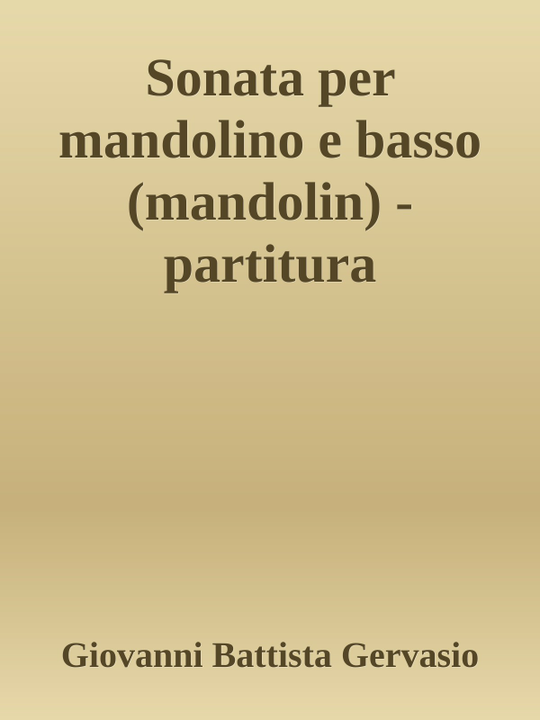 Sonata per
mandolino e basso
(mandolin) -
partitura
Giovanni Battista Gervasio